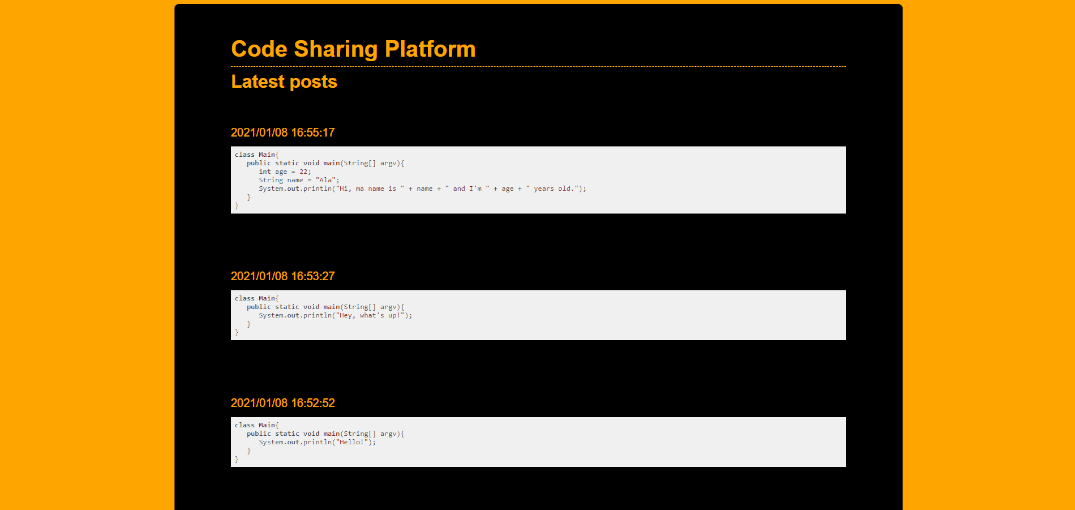 Code Sharing Platform
Latest posts
2021/01/08 16:55:17
class Main{
public static void main(String[] argv){
int age = 22;
String name = "Ala";
System.out.println("Hi, ma name is " + name + " and I'm " + age + " years old.");
}
}
2021/01/08 16:53:27
class Main{
public static void main(String[] argv){
System.out.println("Hey, what's up!");
}
}
2021/01/08 16:52:52
class Main{
public static void main(String[] argv){
System.out.println("Hello!");
}
}